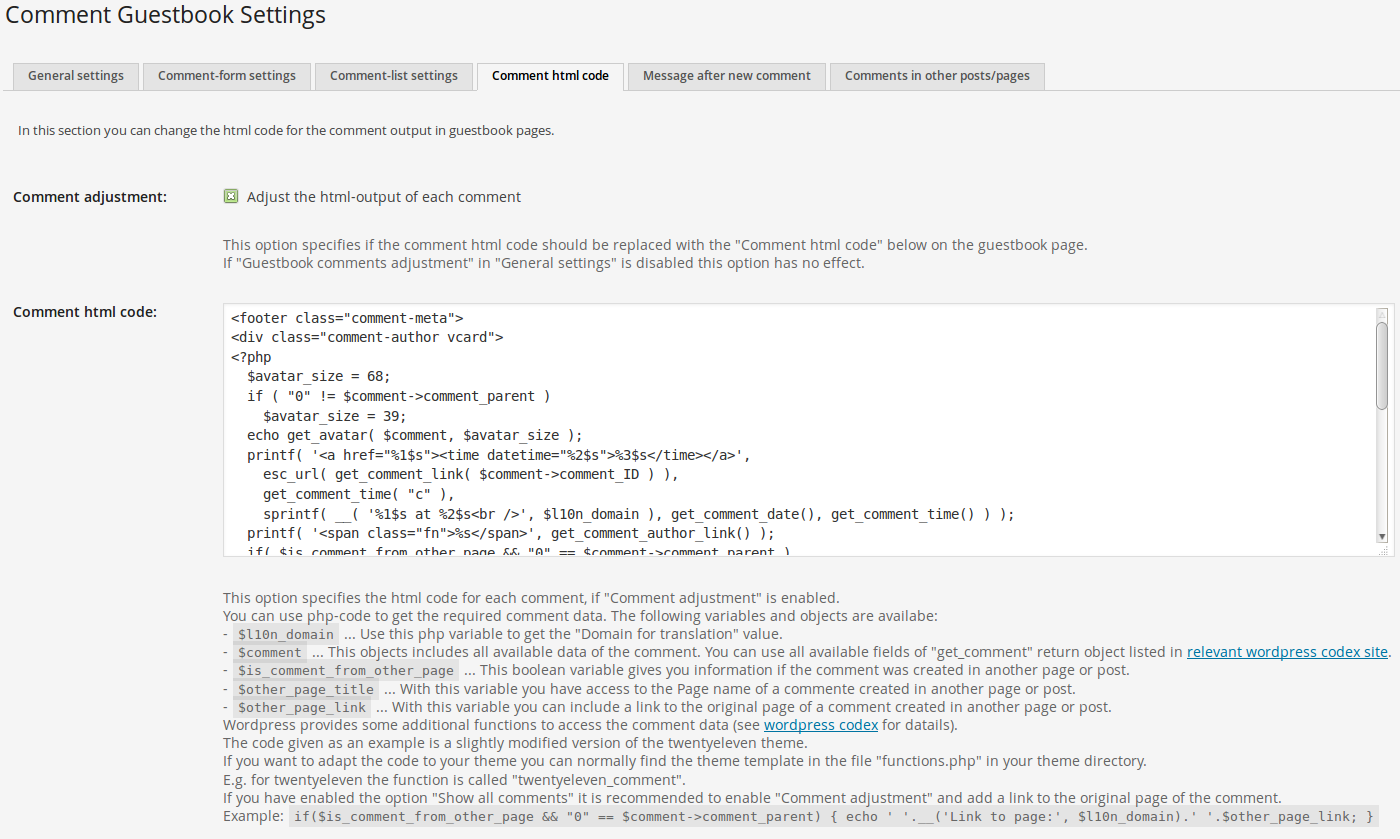 Comment Guestbook Settings
General settings Comment-form settings Comment-list settings Comment html code Message after new comment Comments in other posts/pages
In this section you can change the html code for the comment output in guestbook pages.
Comment adjustment: Adjust the html-output of each comment
This option specifies if the comment html code should be replaced with the "Comment html code" below on the guestbook page.
If "Guestbook comments adjustment" in "General settings" is disabled this option has no effect.
Comment html code:
<footer class="comment-meta">
<div class="comment-author vcard">
<?php
  $avatar_size = 68;
  if ( "0" != $comment->comment_parent )
    $avatar_size = 39;
  echo get_avatar( $comment, $avatar_size );
  printf( '<a href="%1$s"><time datetime="%2$s">%3$s</time></a>',
    esc_url( get_comment_link( $comment->comment_ID ) ),
    get_comment_time( "c" ),
    sprintf( __( '%1$s at %2$s<br />', $l10n_domain ), get_comment_date(), get_comment_time() ) );
  printf( '<span class="fn">%s</span>', get_comment_author_link() );
  if( $is_comment_from_other_page && "0" == $comment->comment_parent )
This option specifies the html code for each comment, if "Comment adjustment" is enabled.
You can use php-code to get the required comment data. The following variables and objects are availabe:
- $l10n_domain ... Use this php variable to get the "Domain for translation" value.
- $comment ... This objects includes all available data of the comment. You can use all available fields of "get_comment" return object listed in relevant wordpress codex site.
- $is_comment_from_other_page ... This boolean variable gives you information if the comment was created in another page or post.
- $other_page_title ... With this variable you have access to the Page name of a commente created in another page or post.
- $other_page_link ... With this variable you can include a link to the original page of a comment created in another page or post.
Wordpress provides some additional functions to access the comment data (see wordpress codex for datails).
The code given as an example is a slightly modified version of the twentyeleven theme.
If you want to adapt the code to your theme you can normally find the theme template in the file "functions.php" in your theme directory.
E.g. for twentyeleven the function is called "twentyeleven_comment".
If you have enabled the option "Show all comments" it is recommended to enable "Comment adjustment" and add a link to the original page of the comment.
Example: if($is_comment_from_other_page && "0" == $comment->comment_parent) { echo ' '.__('Link to page:', $l10n_domain).' '.$other_page_link; }